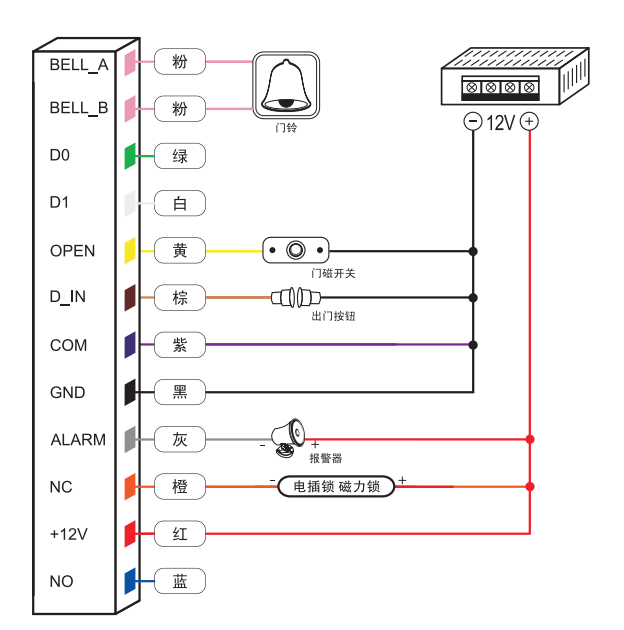 BELL_A 粉
BELL_B 粉
门铃
12V
D0 绿
D1 白
OPEN 黄
门磁开关
D_IN 棕
出门按钮
COM 紫
GND 黑
ALARM 灰
- +
报警器
NC 橙
- 电插锁 磁力锁 +
+12V 红
NO 蓝